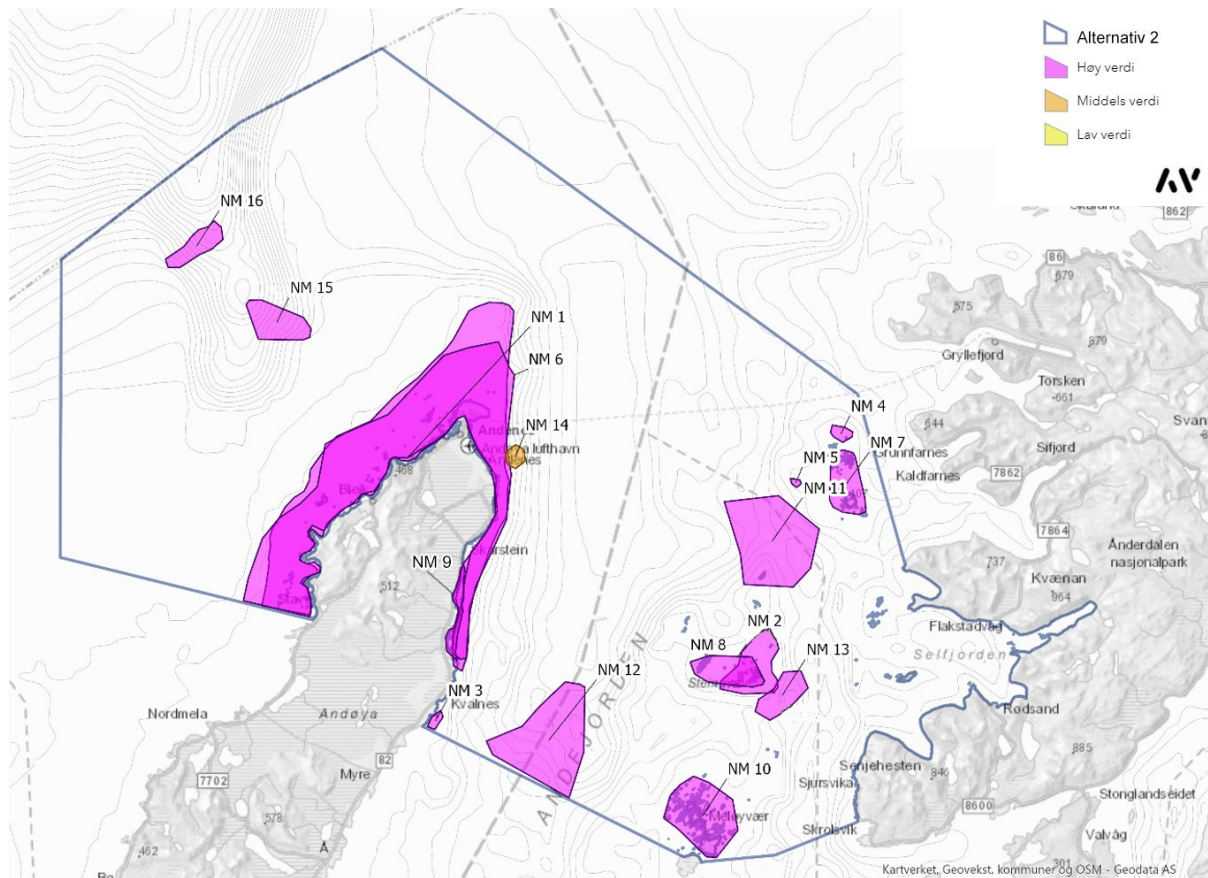 Alternativ 2
Høy verdi
Middels verdi
Lav verdi
862
NM 16
86
679
NM 15
575
NM 1
Gryllefjord
879
NM 6
Torsken
661
NM 4
644
NM 14
Andøya lufthavn
NM 7
Sifjord
468
NM 5
Grunnfarnes
Kaldfarnes
7862
NM 11
Skarstein
7864
Ånderdalen
nasjonalpark
NM 9
737
512
Kvænan
964
NM 2
Flakstadvåg
NM 8
Selfjorden
NM 13
NM 12
NM 3
Kvalnes
Nordmela
Andøya
Rødsand
ANDFJORDEN
82
885
Myre
Senjehesten
846
7702
NM 10
Sjursvika
Stonglandseidet
Meløyvær
8600
578
Skrolsvik
Å
Valvåg
462
301
Kartverket, Geovekst, kommuner og OSM - Geodata AS